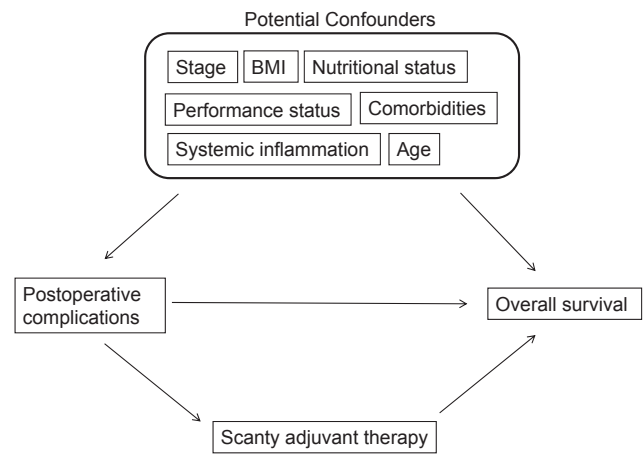 Potential Confounders
Stage BMI Nutritional status
Performance status Comorbidities
Systemic inflammation Age
Postoperative
complications
Overall survival
Scanty adjuvant therapy